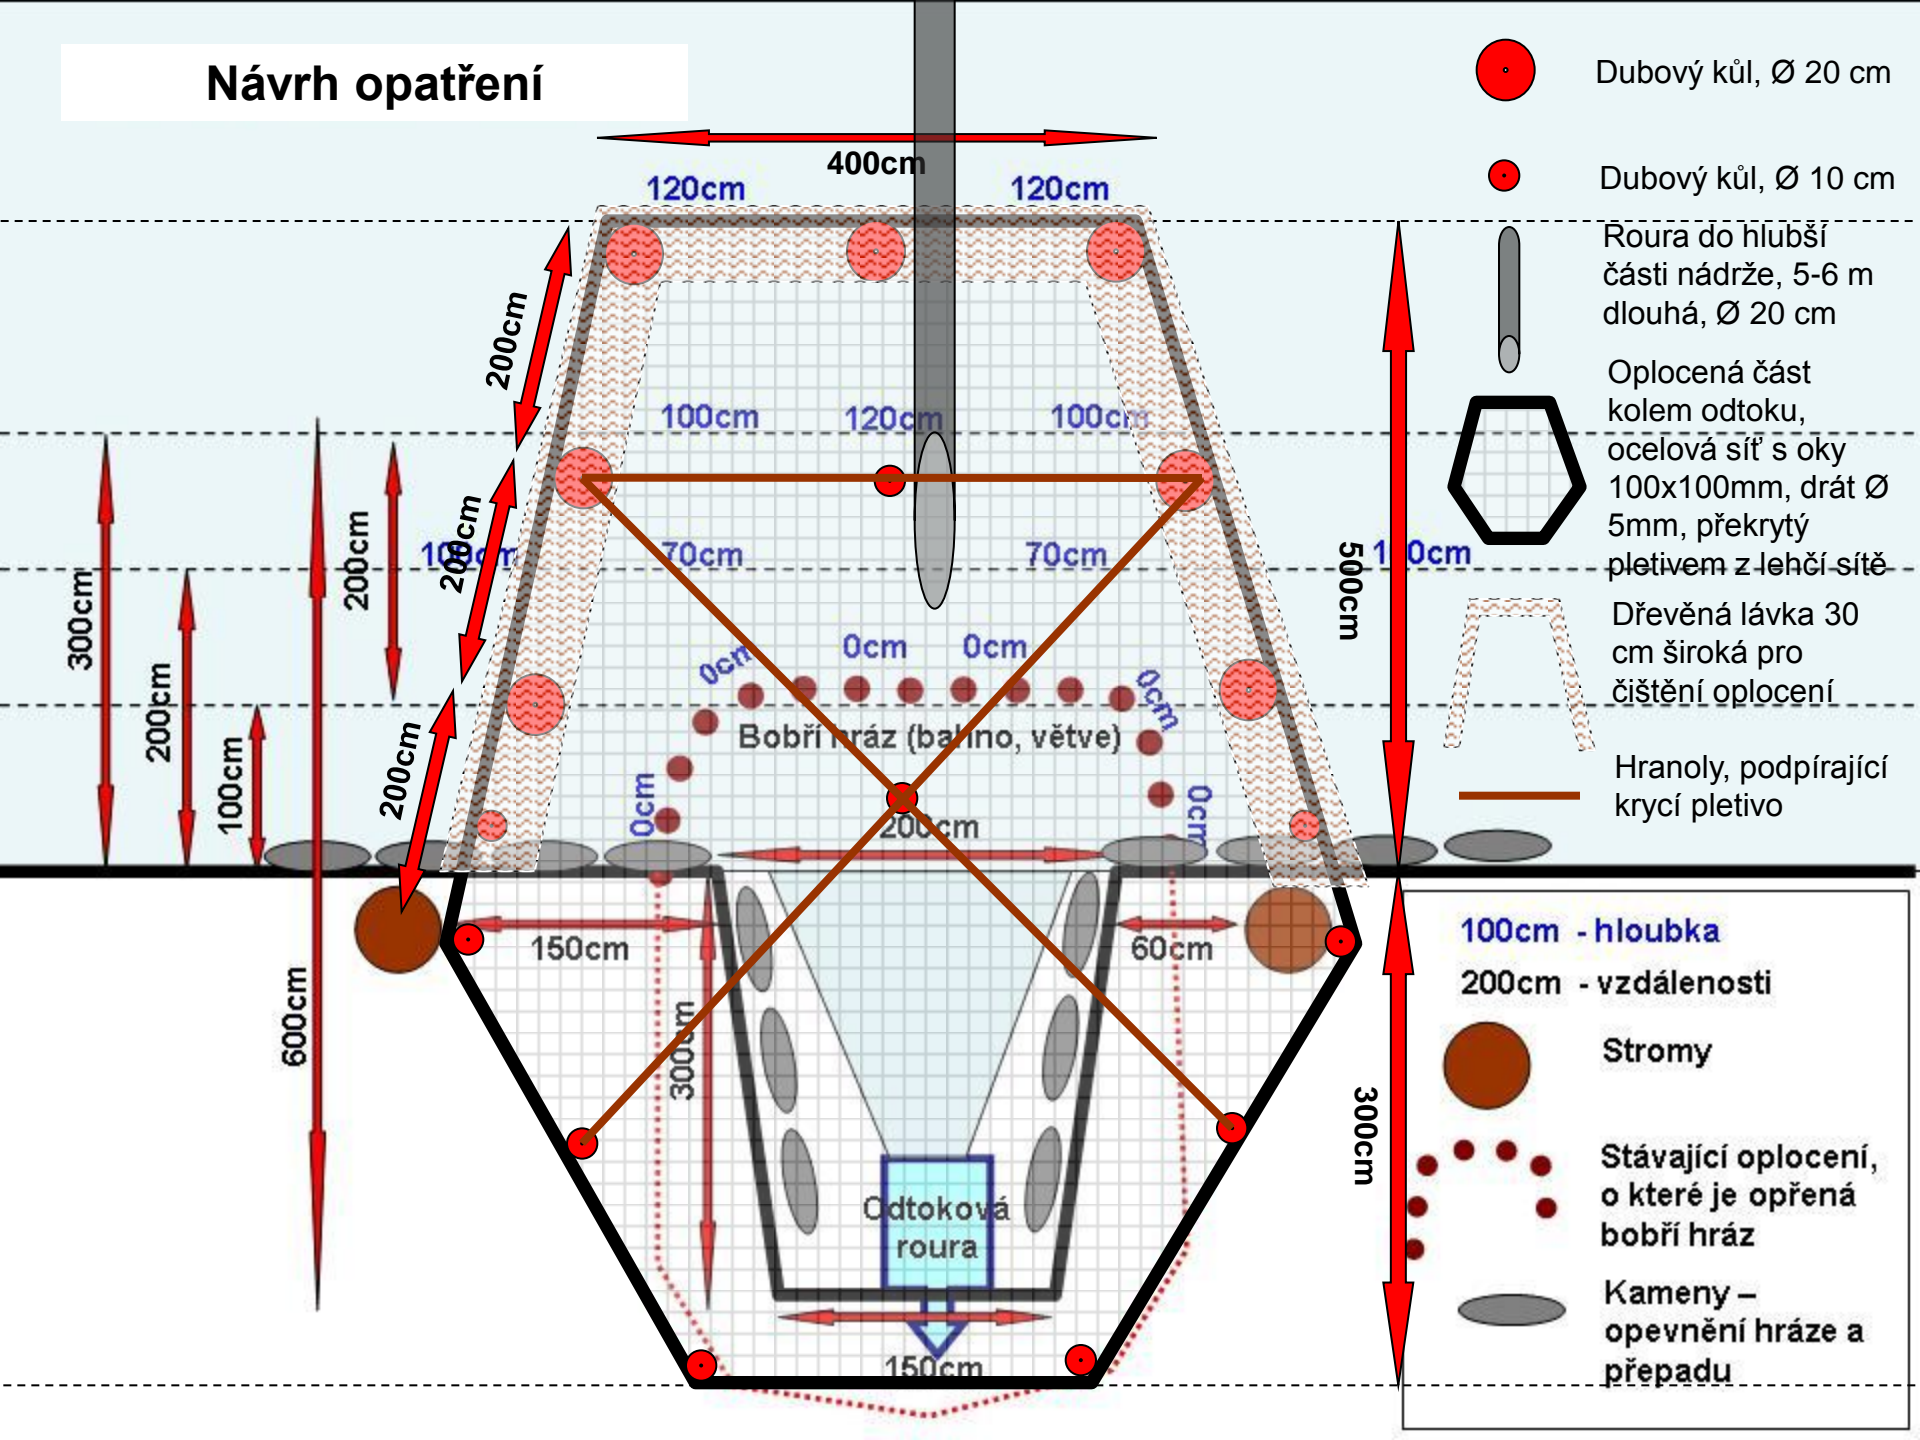 Návrh opatření
400cm
120cm
120cm
200cm
100cm
120cm
100cm
200cm
200cm
100cm
70cm
70cm
500cm
300cm
200cm
100cm
200cm
600cm
0cm
0cm
0cm
0cm
Bobří hráz (bahno, větve)
0cm
0cm
200cm
150cm
60cm
300cm
300cm
Odtoková
roura
150cm
Dubový kůl, Ø 20 cm
Dubový kůl, Ø 10 cm
Roura do hlubší
části nádrže, 5-6 m
dlouhá, Ø 20 cm
Oplocená část
kolem odtoku,
ocelová síť s oky
100x100mm, drát Ø
5mm, překrytý
pletivem z lehčí sítě
Dřevěná lávka 30
cm široká pro
čištění oplocení
Hranoly, podpírající
krycí pletivo
100cm - hloubka
200cm - vzdálenosti
Stromy
Stávající oplocení,
o které je opřená
bobří hráz
Kameny –
opevnění hráze a
přepadu